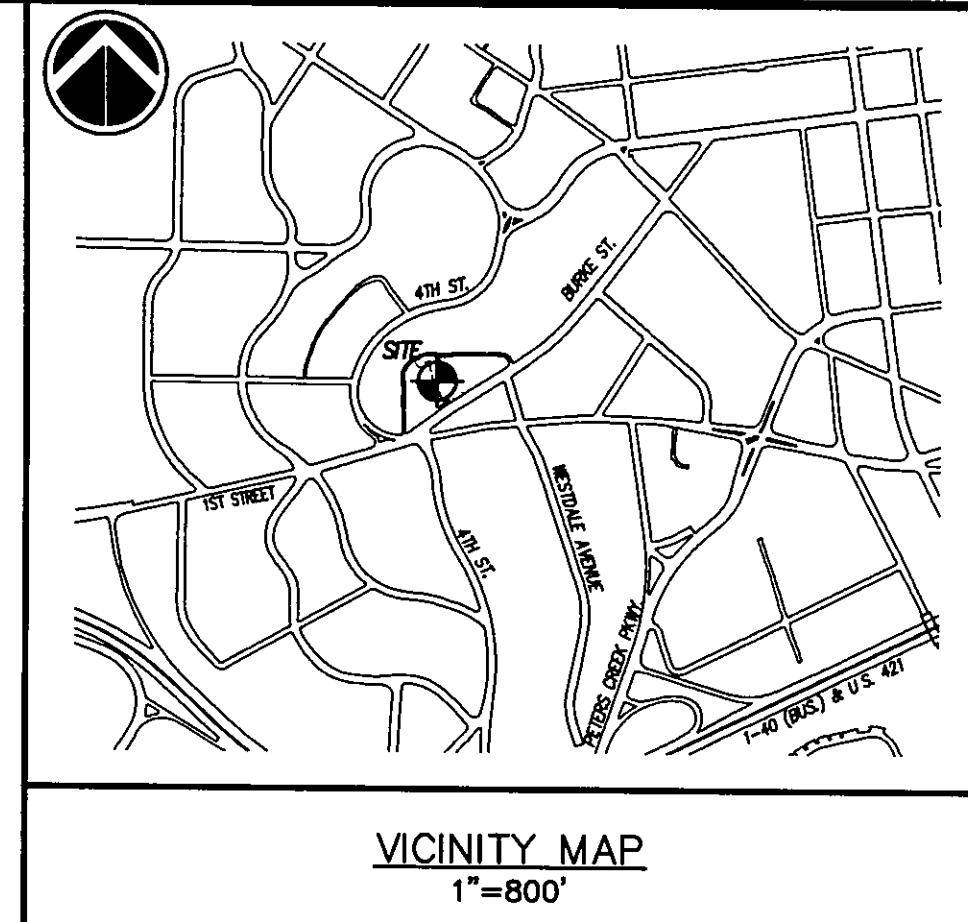 BURKE ST.
4TH ST.
SITE
1ST STREET
4TH ST.
WESTDALE AVENUE
PETERS CREEK PKWY.
I-40 (BUS.) & U.S. 421
VICINITY MAP
1"=800'